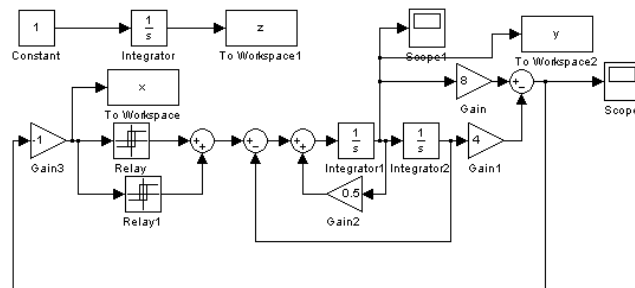 1
Constant
1
s
Integrator
z
To Workspace1
Scope1
y
To Workspace2
x
To Workspace
8
Gain
+
−
Scope
-1
Gain3
Relay
Relay1
+
+
+
−
+
+
1
s
Integrator1
1
s
Integrator2
4
Gain1
0.5
Gain2